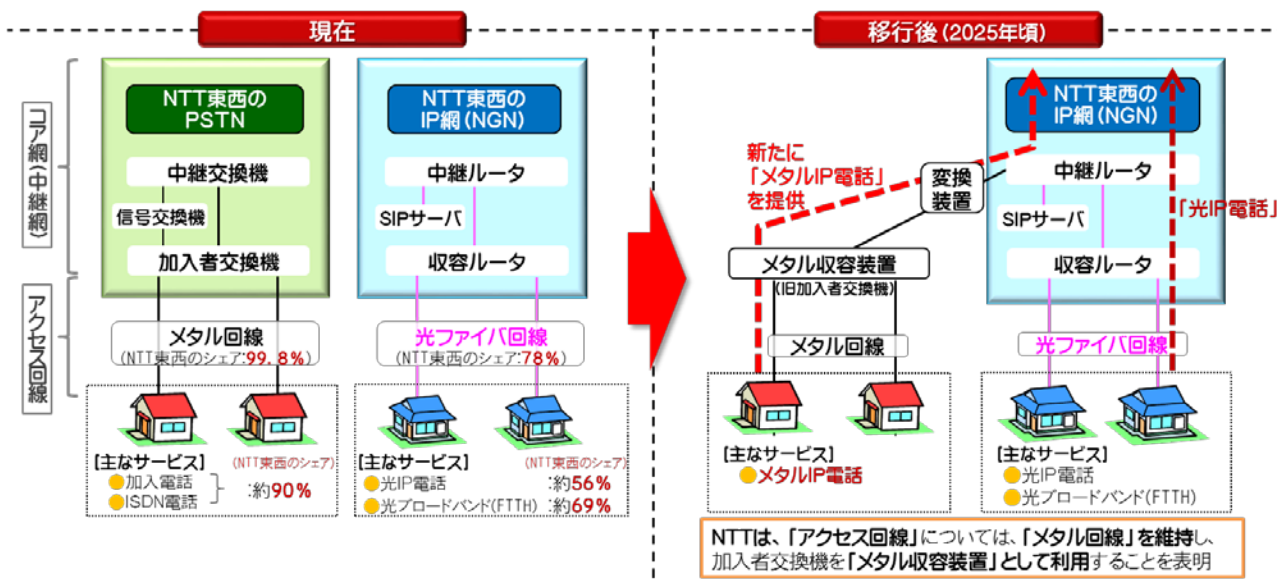 現在
コア網(中継網)
アクセス回線
NTT東西の
PSTN
中継交換機
信号交換機
加入者交換機
メタル回線
(NTT東西のシェア:99.8%)
[主なサービス]
(NTT東西のシェア)
加入電話
ISDN電話
:約90%
NTT東西の
IP網(NGN)
中継ルータ
SIPサーバ
収容ルータ
光ファイバ回線
(NTT東西のシェア:78%)
[主なサービス]
(NTT東西のシェア)
光IP電話 :約56%
光ブロードバンド(FTTH) :約69%
移行後(2025年頃)
新たに
「メタルIP電話」
を提供
変換
装置
メタル収容装置
(旧加入者交換機)
メタル回線
[主なサービス]
メタルIP電話
NTT東西の
IP網(NGN)
中継ルータ
SIPサーバ
収容ルータ
「光IP電話」
光ファイバ回線
[主なサービス]
光IP電話
光ブロードバンド(FTTH)
NTTは、「アクセス回線」については、「メタル回線」を維持し、
加入者交換機を「メタル収容装置」として利用することを表明